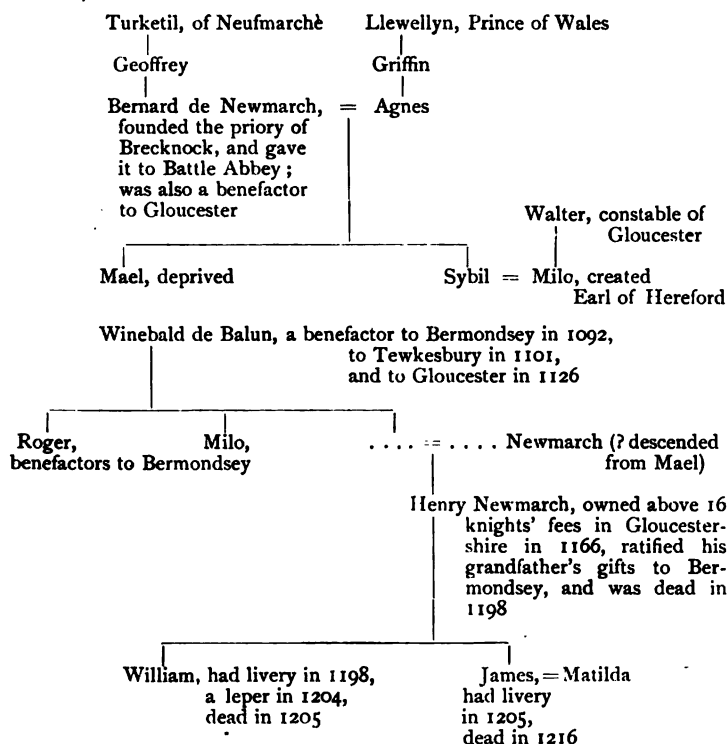 Turketil, of Neufmarchè Llewellyn, Prince of Wales
Geoffrey Griffin
Bernard de Newmarch, = Agnes
founded the priory of
Brecknock, and gave
it to Battle Abbey ;
was also a benefactor
to Gloucester
Walter, constable of
Gloucester
Mael, deprived Sybil = Milo, created
Earl of Hereford
Winebald de Balun, a benefactor to Bermondsey in 1092,
to Tewkesbury in 1101,
and to Gloucester in 1126
Roger, Milo, . . . . = . . . . Newmarch (? descended
benefactors to Bermondsey from Mael)
Henry Newmarch, owned above 16
knights' fees in Gloucester-
shire in 1166, ratified his
grandfather's gifts to Ber-
mondsey, and was dead in
1198
William, had livery in 1198, James, = Matilda
a leper in 1204, had livery
dead in 1205 in 1205,
dead in 1216